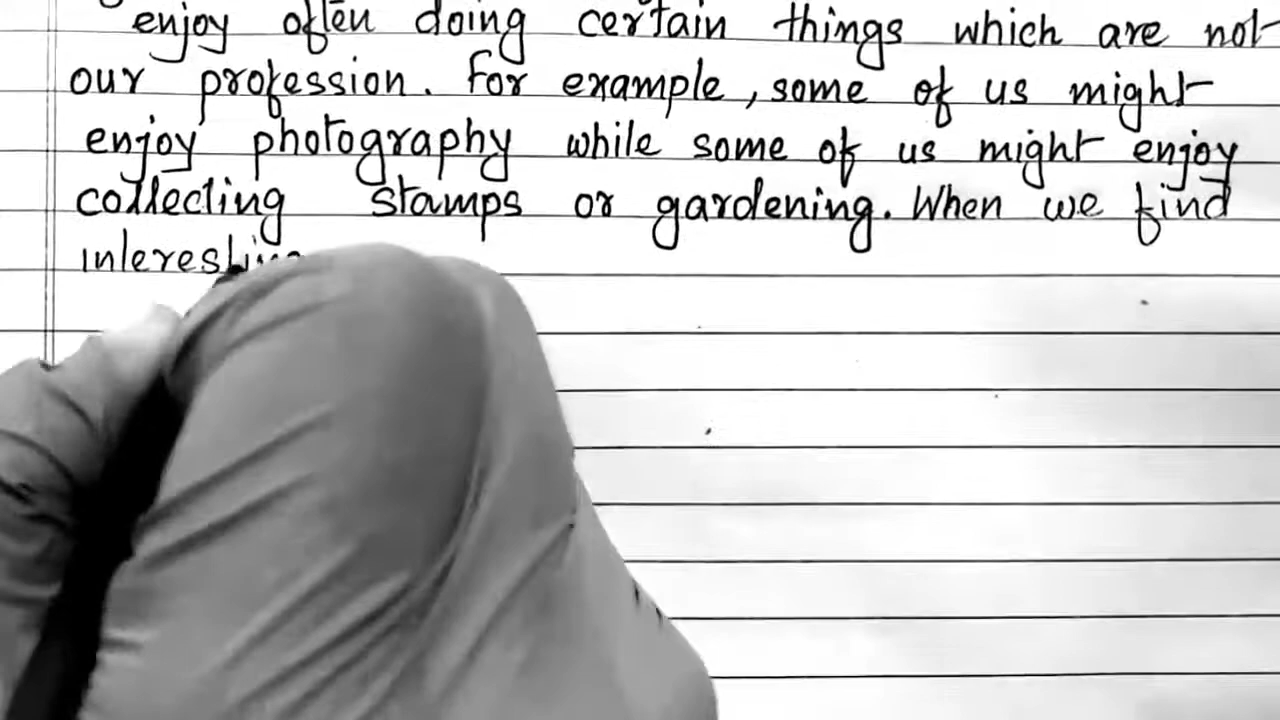 enjoy often doing certain things which are not
our profession. For example, some of us might
enjoy photography while some of us might enjoy
collecting stamps or gardening. When we find
interesting